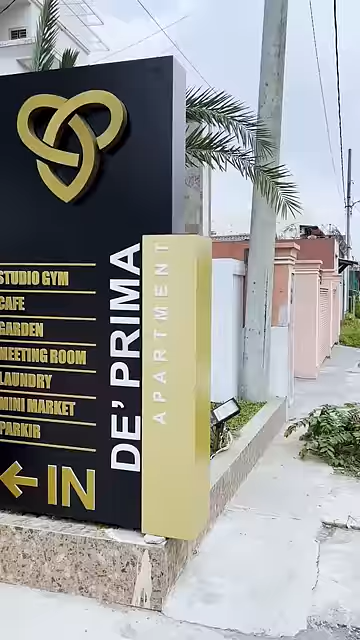 STUDIO GYM
CAFE
GARDEN
MEETING ROOM
LAUNDRY
MINI MARKET
PARKIR
← IN
DE' PRIMA
APARTMENT